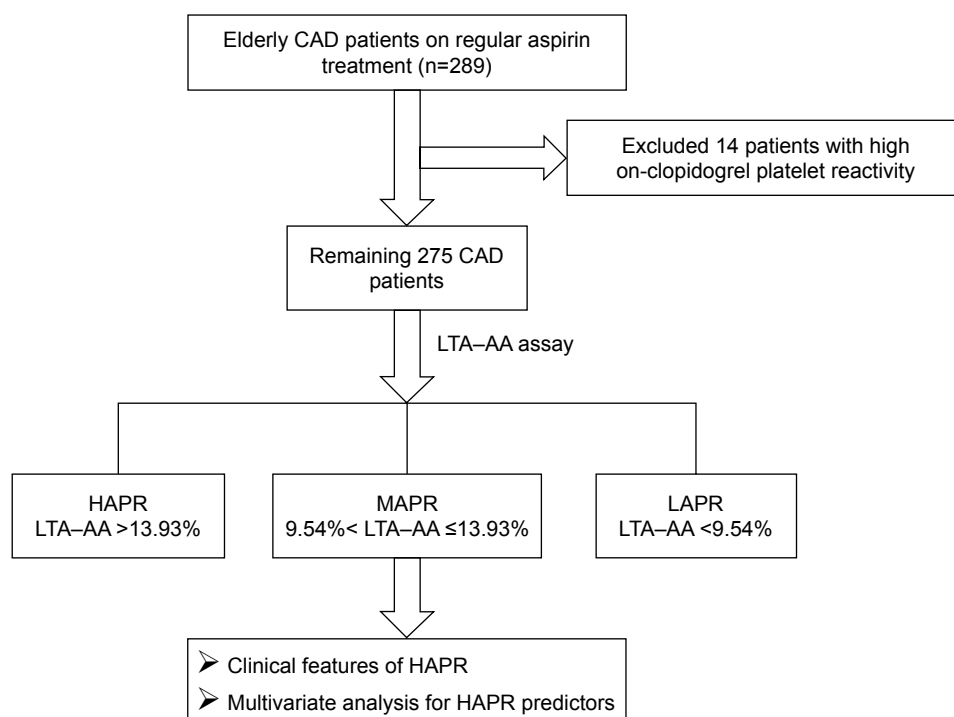 Elderly CAD patients on regular aspirin
treatment (n=289)
Excluded 14 patients with high
on-clopidogrel platelet reactivity
Remaining 275 CAD
patients
LTA–AA assay
HAPR
LTA–AA >13.93%
MAPR
9.54%< LTA–AA ≤13.93%
LAPR
LTA–AA <9.54%
➢ Clinical features of HAPR
➢ Multivariate analysis for HAPR predictors